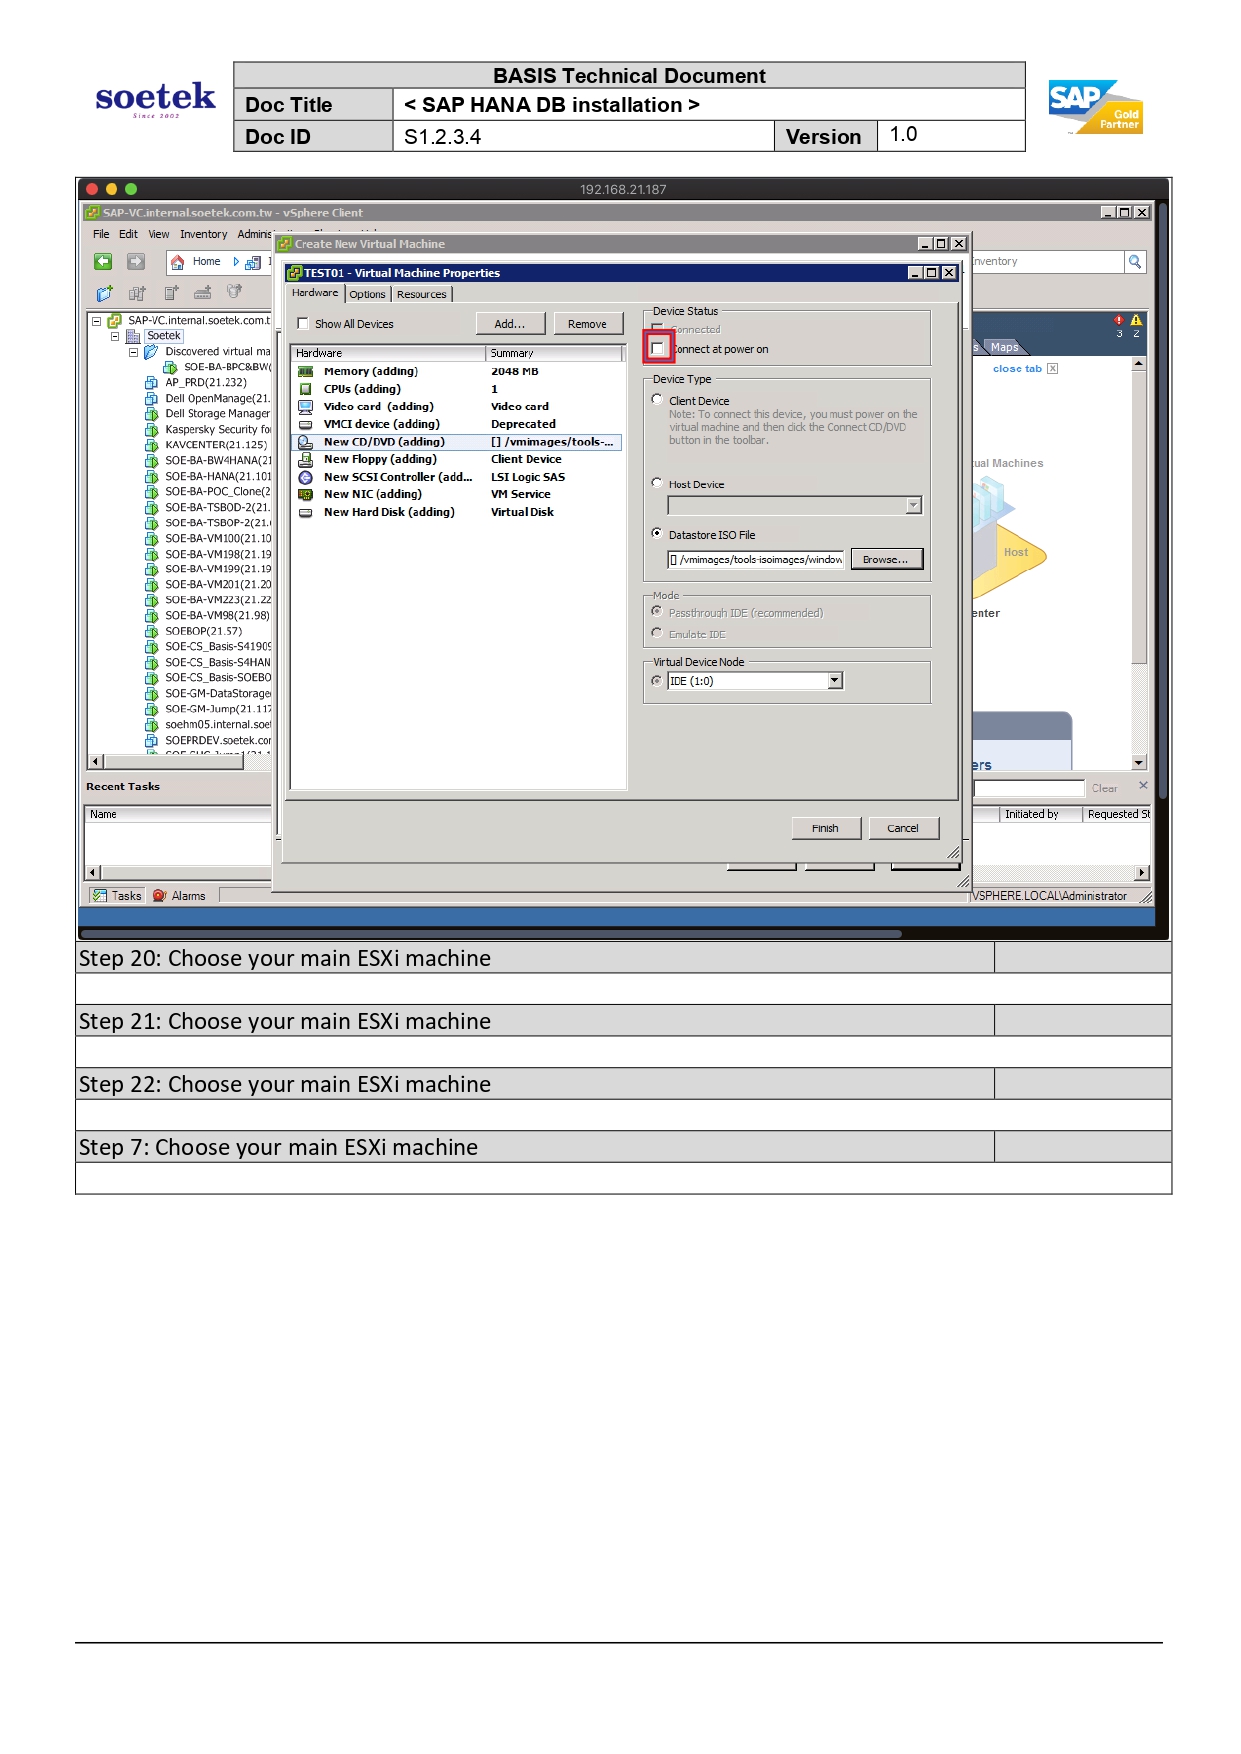 soetek
Since 2002
BASIS Technical Document
Doc Title
< SAP HANA DB installation >
Doc ID
S1.2.3.4
Version
1.0
SAP
Gold
Partner
192.168.21.187
SAP-VC.internal.soetek.com.tw - vSphere Client
File Edit View Inventory Adminis
Create New Virtual Machine
Home
nventory
TEST01 - Virtual Machine Properties
Hardware Options Resources
Show All Devices
Add...
Remove
Hardware
Summary
Memory (adding)
2048 MB
CPUs (adding)
1
Video card (adding)
Video card
VMCI device (adding)
Deprecated
New CD/DVD (adding)
[] /vmimages/tools-...
New Floppy (adding)
Client Device
New SCSI Controller (add...
LSI Logic SAS
New NIC (adding)
VM Service
New Hard Disk (adding)
Virtual Disk
Device Status
Connected
Connect at power on
Device Type
Client Device
Note: To connect this device, you must power on the
virtual machine and then click the Connect CD/DVD
button in the toolbar.
Host Device
Datastore ISO File
[] /vmimages/tools-isoimages/window
Browse...
Mode
Passthrough IDE (recommended)
Emulate IDE
Virtual Device Node
IDE (1:0)
Finish
Cancel
SAP-VC.internal.soetek.com.t
Soetek
Discovered virtual ma
SOE-BA-BPC&BW(
AP_PRD(21.232)
Dell OpenManage(21.
Dell Storage Manager
Kaspersky Security fo
KAVCENTER(21.125)
SOE-BA-BW4HANA(21
SOE-BA-HANA(21.101
SOE-BA-POC_Clone(2
SOE-BA-TSBOD-2(21.
SOE-BA-TSBOP-2(21.
SOE-BA-VM100(21.10
SOE-BA-VM198(21.19
SOE-BA-VM199(21.19
SOE-BA-VM201(21.20
SOE-BA-VM223(21.22
SOE-BA-VM98(21.98)
SOEBOP(21.57)
SOE-CS_Basis-S41909
SOE-CS_Basis-S4HAN
SOE-CS_Basis-SOEBO
SOE-GM-DataStorage
SOE-GM-Jump(21.117
soehm05.internal.soe
SOEPRDEV.soetek.cor
3 2
s Maps
close tab
tual Machines
Host
enter
ers
Recent Tasks
Clear
Name
Initiated by
Requested St
Tasks
Alarms
VSPHERE.LOCAL\Administrator
Step 20: Choose your main ESXi machine
Step 21: Choose your main ESXi machine
Step 22: Choose your main ESXi machine
Step 7: Choose your main ESXi machine